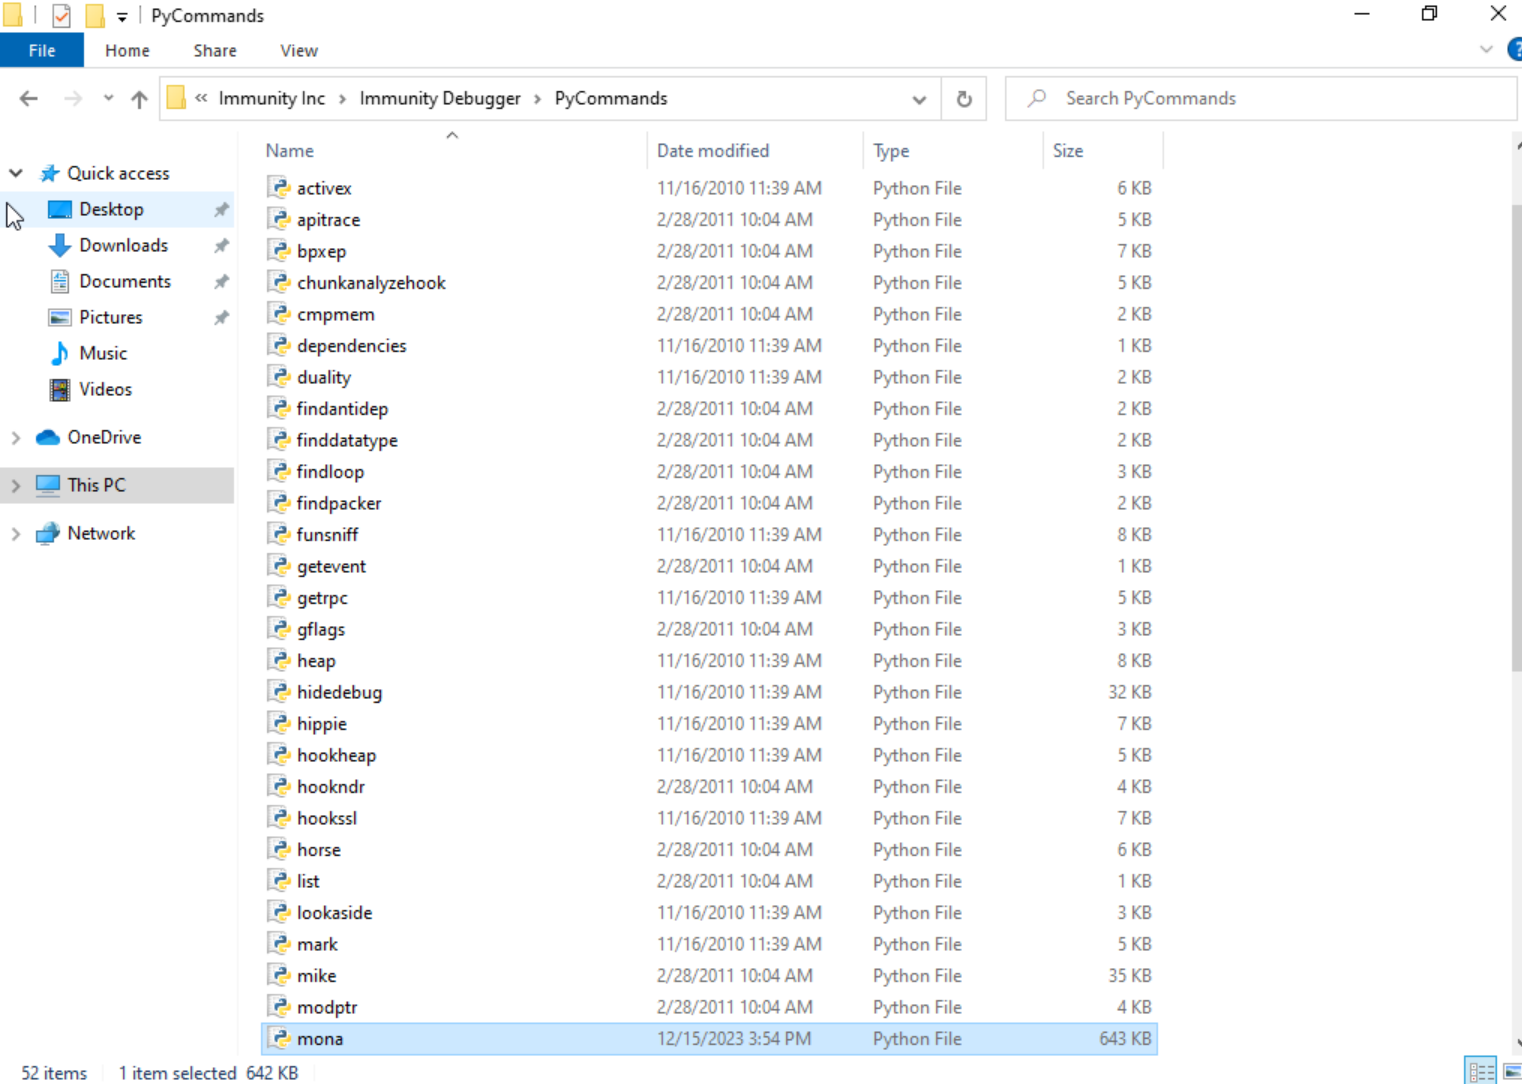 PyCommands
File Home Share View
« Immunity Inc › Immunity Debugger › PyCommands
Search PyCommands
Name Date modified Type Size
Quick access
Desktop
Downloads
Documents
Pictures
Music
Videos
OneDrive
This PC
Network
activex 11/16/2010 11:39 AM Python File 6 KB
apitrace 2/28/2011 10:04 AM Python File 5 KB
bpxep 2/28/2011 10:04 AM Python File 7 KB
chunkanalyzehook 2/28/2011 10:04 AM Python File 5 KB
cmpmem 2/28/2011 10:04 AM Python File 2 KB
dependencies 11/16/2010 11:39 AM Python File 1 KB
duality 11/16/2010 11:39 AM Python File 2 KB
findantidep 2/28/2011 10:04 AM Python File 2 KB
finddatatype 2/28/2011 10:04 AM Python File 2 KB
findloop 2/28/2011 10:04 AM Python File 3 KB
findpacker 2/28/2011 10:04 AM Python File 2 KB
funsniff 11/16/2010 11:39 AM Python File 8 KB
getevent 2/28/2011 10:04 AM Python File 1 KB
getrpc 11/16/2010 11:39 AM Python File 5 KB
gflags 2/28/2011 10:04 AM Python File 3 KB
heap 11/16/2010 11:39 AM Python File 8 KB
hidedebug 11/16/2010 11:39 AM Python File 32 KB
hippie 11/16/2010 11:39 AM Python File 7 KB
hookheap 11/16/2010 11:39 AM Python File 5 KB
hookndr 2/28/2011 10:04 AM Python File 4 KB
hookssl 11/16/2010 11:39 AM Python File 7 KB
horse 2/28/2011 10:04 AM Python File 6 KB
list 2/28/2011 10:04 AM Python File 1 KB
lookaside 11/16/2010 11:39 AM Python File 3 KB
mark 11/16/2010 11:39 AM Python File 5 KB
mike 2/28/2011 10:04 AM Python File 35 KB
modptr 2/28/2011 10:04 AM Python File 4 KB
mona 12/15/2023 3:54 PM Python File 643 KB
52 items 1 item selected 642 KB